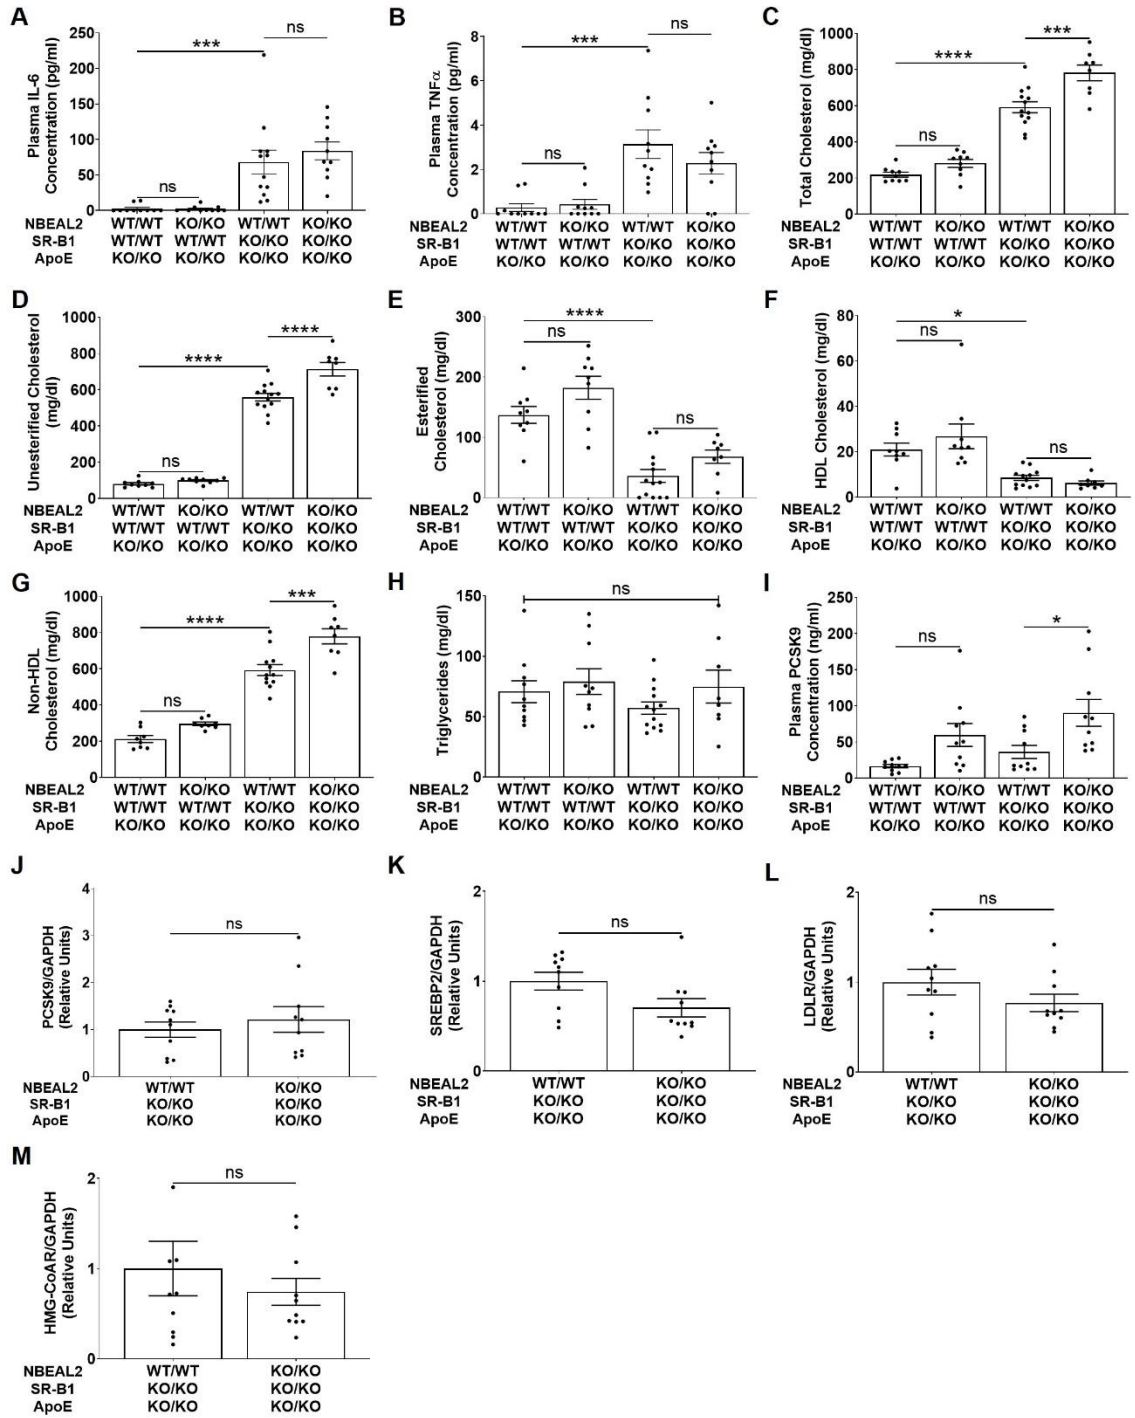 A
Plasma IL-6
Concentration (pg/ml)
250
200
150
100
50
0
***
ns
ns
NBEAL2 WT/WT KO/KO WT/WT KO/KO
SR-B1 WT/WT WT/WT KO/KO KO/KO
ApoE KO/KO KO/KO KO/KO KO/KO
B
Plasma TNFα
Concentration (pg/ml)
8
6
4
2
0
***
ns
ns
NBEAL2 WT/WT KO/KO WT/WT KO/KO
SR-B1 WT/WT WT/WT KO/KO KO/KO
ApoE KO/KO KO/KO KO/KO KO/KO
C
Total Cholesterol (mg/dl)
1000
800
600
400
200
0
***
****
ns
NBEAL2 WT/WT KO/KO WT/WT KO/KO
SR-B1 WT/WT WT/WT KO/KO KO/KO
ApoE KO/KO KO/KO KO/KO KO/KO
D
Unesterified Cholesterol
(mg/dl)
1000
800
600
400
200
0
****
****
ns
NBEAL2 WT/WT KO/KO WT/WT KO/KO
SR-B1 WT/WT WT/WT KO/KO KO/KO
ApoE KO/KO KO/KO KO/KO KO/KO
E
Esterified
Cholesterol (mg/dl)
300
200
100
0
****
ns
ns
NBEAL2 WT/WT KO/KO WT/WT KO/KO
SR-B1 WT/WT WT/WT KO/KO KO/KO
ApoE KO/KO KO/KO KO/KO KO/KO
F
HDL Cholesterol (mg/dl)
80
60
40
20
0
*
ns
ns
NBEAL2 WT/WT KO/KO WT/WT KO/KO
SR-B1 WT/WT WT/WT KO/KO KO/KO
ApoE KO/KO KO/KO KO/KO KO/KO
G
Non-HDL
Cholesterol (mg/dl)
1000
800
600
400
200
0
***
****
ns
NBEAL2 WT/WT KO/KO WT/WT KO/KO
SR-B1 WT/WT WT/WT KO/KO KO/KO
ApoE KO/KO KO/KO KO/KO KO/KO
H
Triglycerides (mg/dl)
150
100
50
0
ns
NBEAL2 WT/WT KO/KO WT/WT KO/KO
SR-B1 WT/WT WT/WT KO/KO KO/KO
ApoE KO/KO KO/KO KO/KO KO/KO
I
Plasma PCSK9
Concentration (ng/ml)
250
200
150
100
50
0
ns
*
NBEAL2 WT/WT KO/KO WT/WT KO/KO
SR-B1 WT/WT WT/WT KO/KO KO/KO
ApoE KO/KO KO/KO KO/KO KO/KO
J
PCSK9/GAPDH
(Relative Units)
4
3
2
1
0
ns
NBEAL2 WT/WT KO/KO
SR-B1 KO/KO KO/KO
ApoE KO/KO KO/KO
K
SREBP2/GAPDH
(Relative Units)
2
1
0
ns
NBEAL2 WT/WT KO/KO
SR-B1 KO/KO KO/KO
ApoE KO/KO KO/KO
L
LDLR/GAPDH
(Relative Units)
2
1
0
ns
NBEAL2 WT/WT KO/KO
SR-B1 KO/KO KO/KO
ApoE KO/KO KO/KO
M
HMG-CoAR/GAPDH
(Relative Units)
2
1
0
ns
NBEAL2 WT/WT KO/KO
SR-B1 KO/KO KO/KO
ApoE KO/KO KO/KO